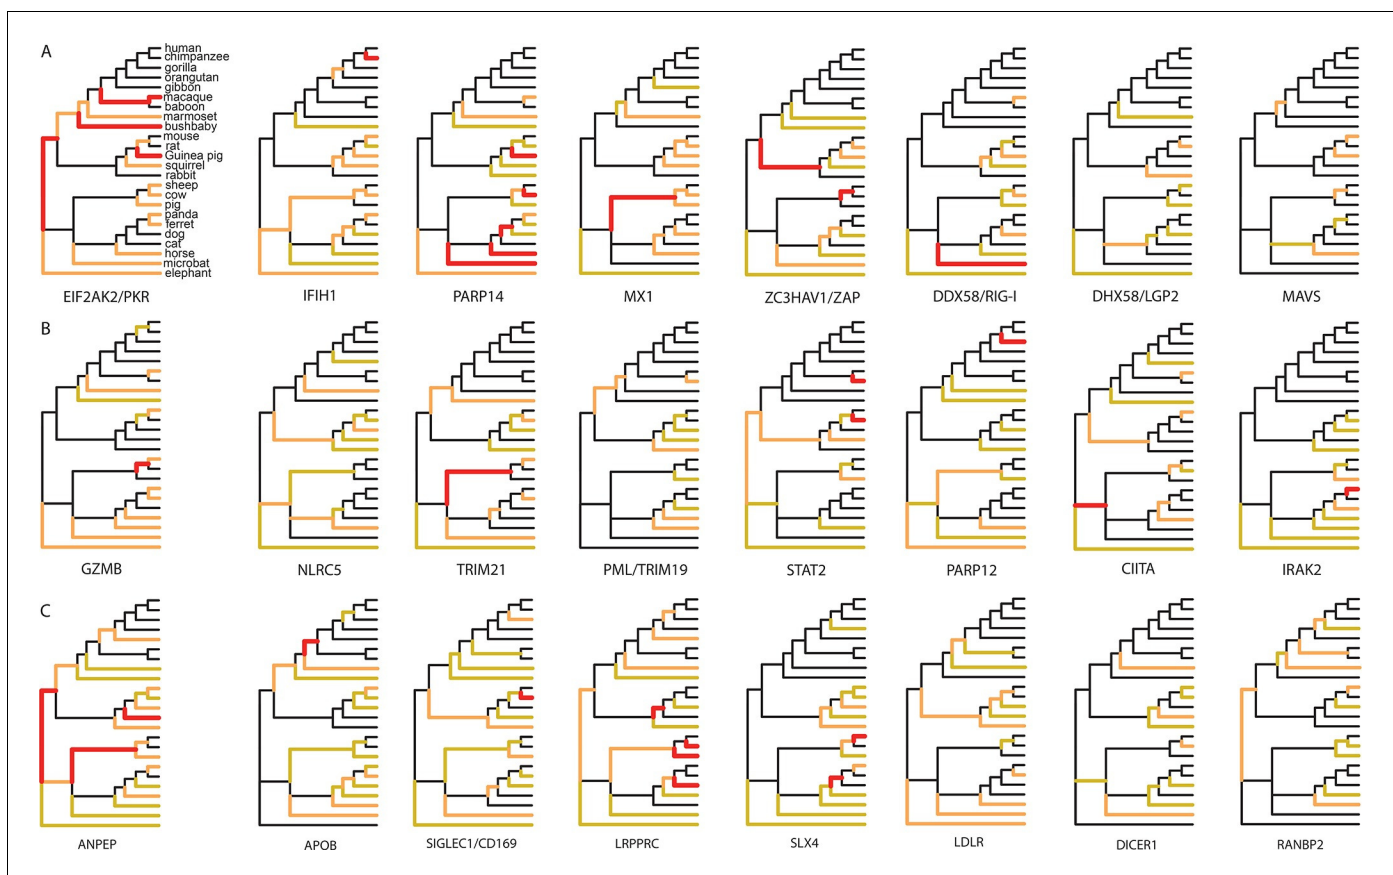 A
human
chimpanzee
gorilla
orangutan
gibbon
macaque
baboon
marmoset
bushbaby
mouse
rat
Guinea pig
squirrel
rabbit
sheep
cow
pig
panda
ferret
dog
cat
horse
microbat
elephant
EIF2AK2/PKR IFIH1 PARP14 MX1 ZC3HAV1/ZAP DDX58/RIG-I DHX58/LGP2 MAVS
B
GZMB NLRC5 TRIM21 PML/TRIM19 STAT2 PARP12 CIITA IRAK2
C
ANPEP APOB SIGLEC1/CD169 LRPPRC SLX4 LDLR DICER1 RANBP2